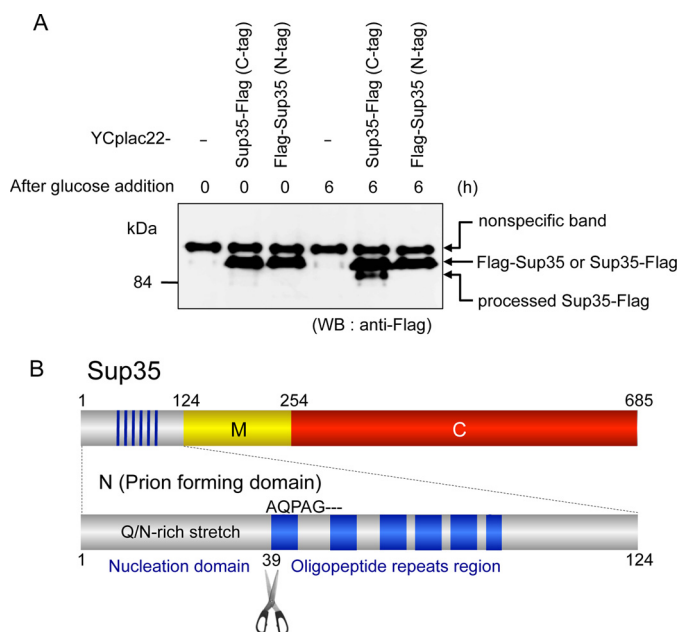 A
YCplac22- – Sup35-Flag (C-tag) Flag-Sup35 (N-tag) – Sup35-Flag (C-tag) Flag-Sup35 (N-tag)
After glucose addition 0 0 0 6 6 6 (h)
kDa
nonspecific band
Flag-Sup35 or Sup35-Flag
84
processed Sup35-Flag
(WB : anti-Flag)
B Sup35
1 124 254 685
M C
N (Prion forming domain)
AQPAG---
Q/N-rich stretch
1 39 124
Nucleation domain Oligopeptide repeats region